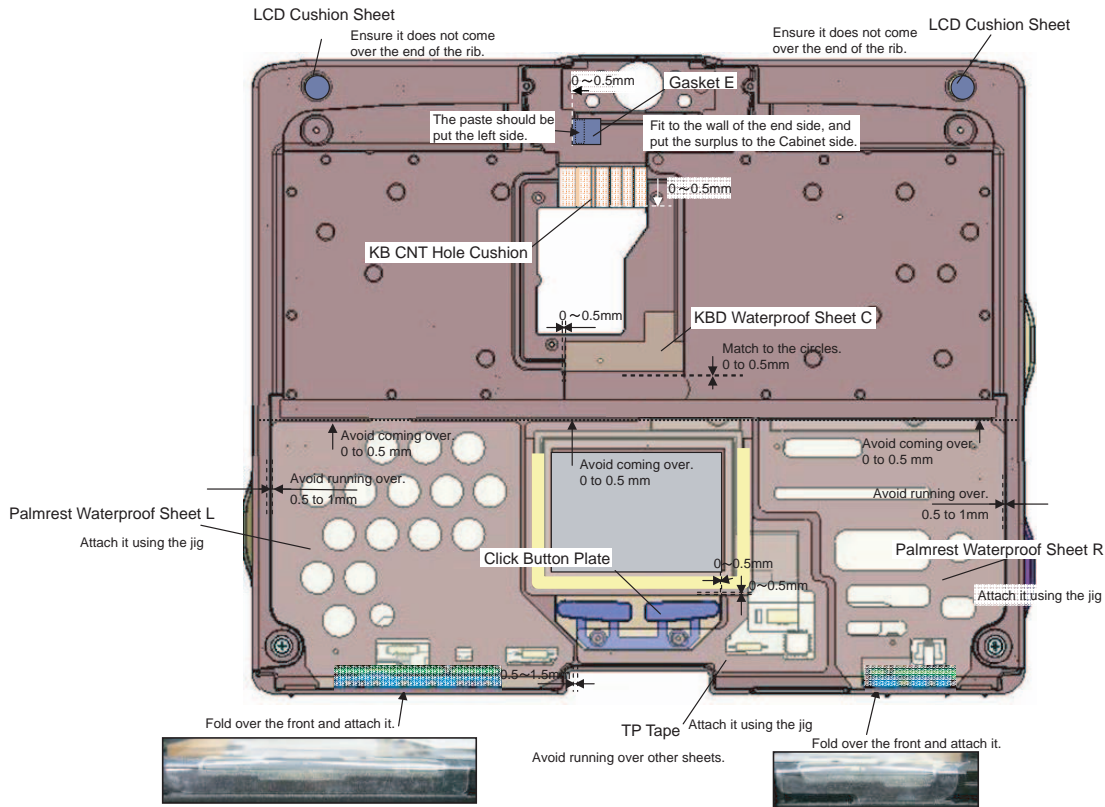 LCD Cushion Sheet
Ensure it does not come
over the end of the rib.
Ensure it does not come
over the end of the rib.
LCD Cushion Sheet
0～0.5mm
Gasket E
The paste should be
put the left side.
Fit to the wall of the end side, and
put the surplus to the Cabinet side.
0～0.5mm
KB CNT Hole Cushion
0～0.5mm
KBD Waterproof Sheet C
Match to the circles.
0 to 0.5mm
Avoid coming over.
0 to 0.5 mm
Avoid coming over.
0 to 0.5 mm
Avoid coming over.
0 to 0.5 mm
Avoid running over.
0.5 to 1mm
Avoid running over.
0.5 to 1mm
Palmrest Waterproof Sheet L
Attach it using the jig
Click Button Plate
0～0.5mm
0～0.5mm
Palmrest Waterproof Sheet R
Attach it using the jig
0.5～1.5mm
Fold over the front and attach it.
TP Tape
Attach it using the jig
Avoid running over other sheets.
Fold over the front and attach it.